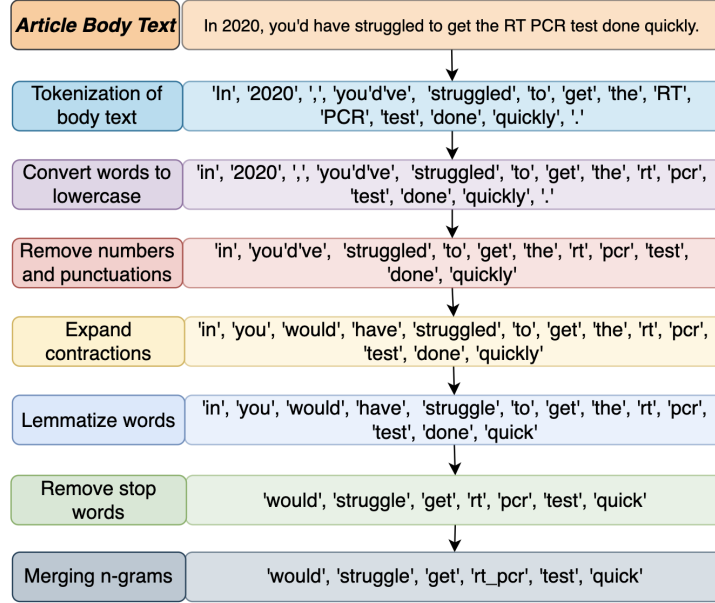 Article Body Text
In 2020, you'd have struggled to get the RT PCR test done quickly.
Tokenization of
body text
'In', '2020', ',', 'you'd've', 'struggled', 'to', 'get', 'the', 'RT',
'PCR', 'test', 'done', 'quickly', '.'
Convert words to
lowercase
'in', '2020', ',', 'you'd've', 'struggled', 'to', 'get', 'the', 'rt', 'pcr',
'test', 'done', 'quickly', '.'
Remove numbers
and punctuations
'in', 'you'd've', 'struggled', 'to', 'get', 'the', 'rt', 'pcr', 'test',
'done', 'quickly'
Expand
contractions
'in', 'you', 'would', 'have', 'struggled', 'to', 'get', 'the', 'rt', 'pcr',
'test', 'done', 'quickly'
Lemmatize words
'in', 'you', 'would', 'have', 'struggle', 'to', 'get', 'the', 'rt', 'pcr',
'test', 'done', 'quick'
Remove stop
words
'would', 'struggle', 'get', 'rt', 'pcr', 'test', 'quick'
Merging n-grams
'would', 'struggle', 'get', 'rt_pcr', 'test', 'quick'